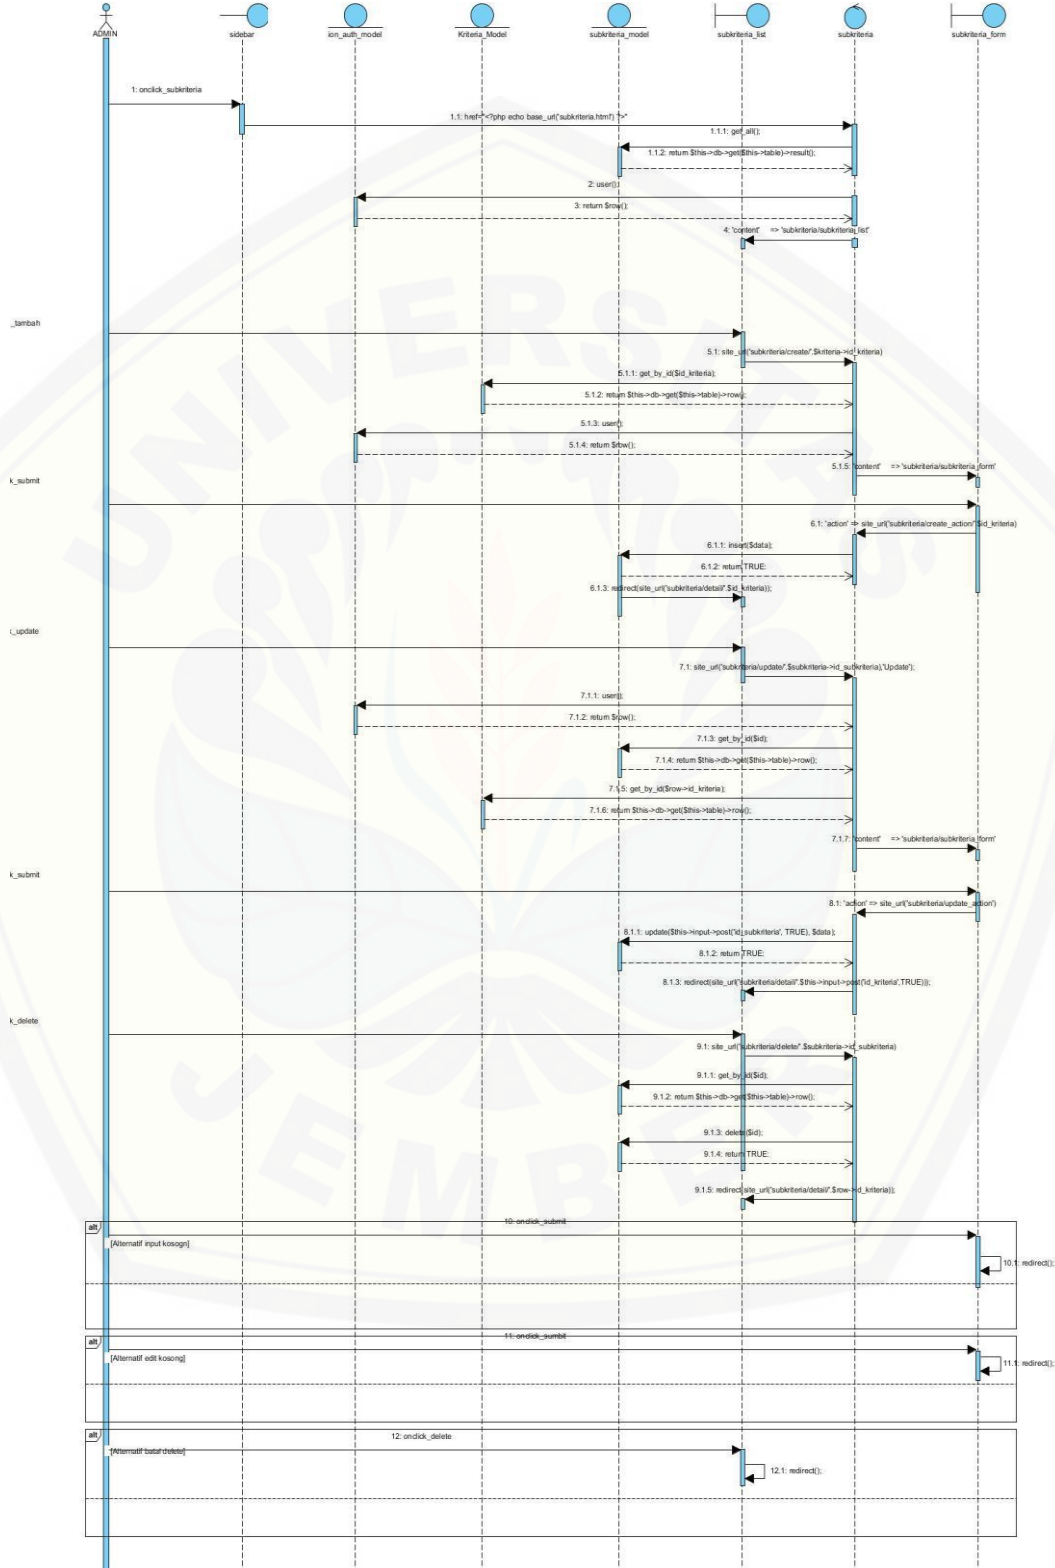 ADMIN
sidebar
ion_auth_model
Kriteria_Model
subkriteria_model
subkriteria_list
subkriteria
subkriteria_form
1: onclick_subkriteria
1.1: href="<?php echo base_url('subkriteria.html') ?>"
1.1.1: get_all();
1.1.2: return $this->db->get($this->table)->result();
2: user();
3: return $row();
4: 'content' => 'subkriteria/subkriteria_list'
_tambah
5.1: site_url('subkriteria/create/'.$kriteria->id_kriteria)
5.1.1: get_by_id($id_kriteria);
5.1.2: return $this->db->get($this->table)->row();
5.1.3: user();
5.1.4: return $row();
5.1.5: 'content' => 'subkriteria/subkriteria_form'
k_submit
6.1: 'action' => site_url('subkriteria/create_action/'.$id_kriteria)
6.1.1: insert($data);
6.1.2: return TRUE;
6.1.3: redirect(site_url('subkriteria/detail/'.$id_kriteria));
k_update
7.1: site_url('subkriteria/update/'.$subkriteria->id_subkriteria),'Update');
7.1.1: user();
7.1.2: return $row();
7.1.3: get_by_id($id);
7.1.4: return $this->db->get($this->table)->row();
7.1.5: get_by_id($row->id_kriteria);
7.1.6: return $this->db->get($this->table)->row();
7.1.7: 'content' => 'subkriteria/subkriteria_form'
k_submit
8.1: 'action' => site_url('subkriteria/update_action')
8.1.1: update($this->input->post('id_subkriteria', TRUE), $data);
8.1.2: return TRUE;
8.1.3: redirect(site_url('subkriteria/detail/'.$this->input->post('id_kriteria',TRUE)));
k_delete
9.1: site_url('subkriteria/delete/'.$subkriteria->id_subkriteria)
9.1.1: get_by_id($id);
9.1.2: return $this->db->get($this->table)->row();
9.1.3: delete($id);
9.1.4: return TRUE;
9.1.5: redirect(site_url('subkriteria/detail/'.$row->id_kriteria));
alt
10: onclick_submit
[Alternatif input kosogn]
10.1: redirect();
alt
11: onclick_sumbit
[Alternatif edit kosong]
11.1: redirect();
alt
12: onclick_delete
[Alternatif batal delete]
12.1: redirect();
UNIVERSITAS
JEMBER